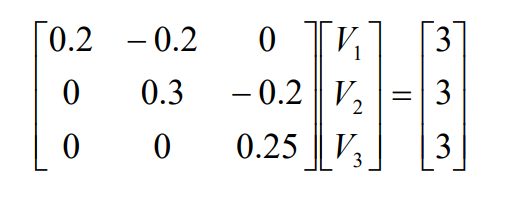 [0.2 − 0.2 0] [V₁] [3]
[0 0.3 − 0.2] [V₂] = [3]
[0 0 0.25] [V₃] [3]